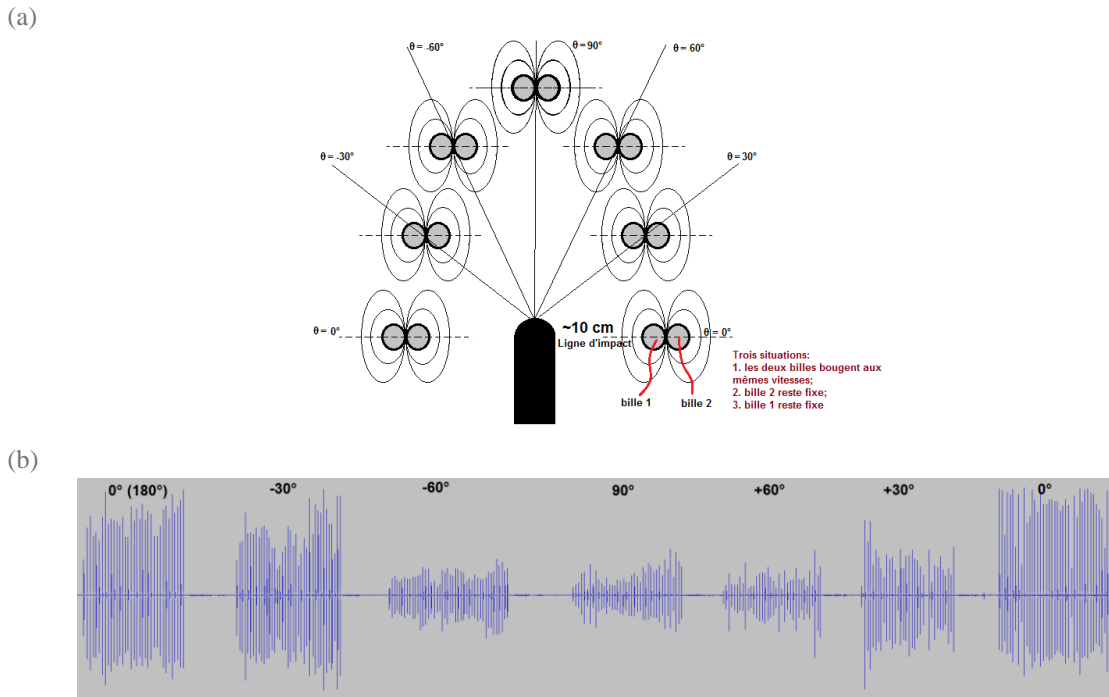 (a)
θ = -60°
θ = 90°
θ = 60°
θ = -30°
θ = 30°
θ = 0°
~10 cm
Ligne d'impact
θ = 0°
bille 1
bille 2
Trois situations:
1. les deux billes bougent aux
mêmes vitesses;
2. bille 2 reste fixe;
3. bille 1 reste fixe
(b)
0° (180°)
-30°
-60°
90°
+60°
+30°
0°